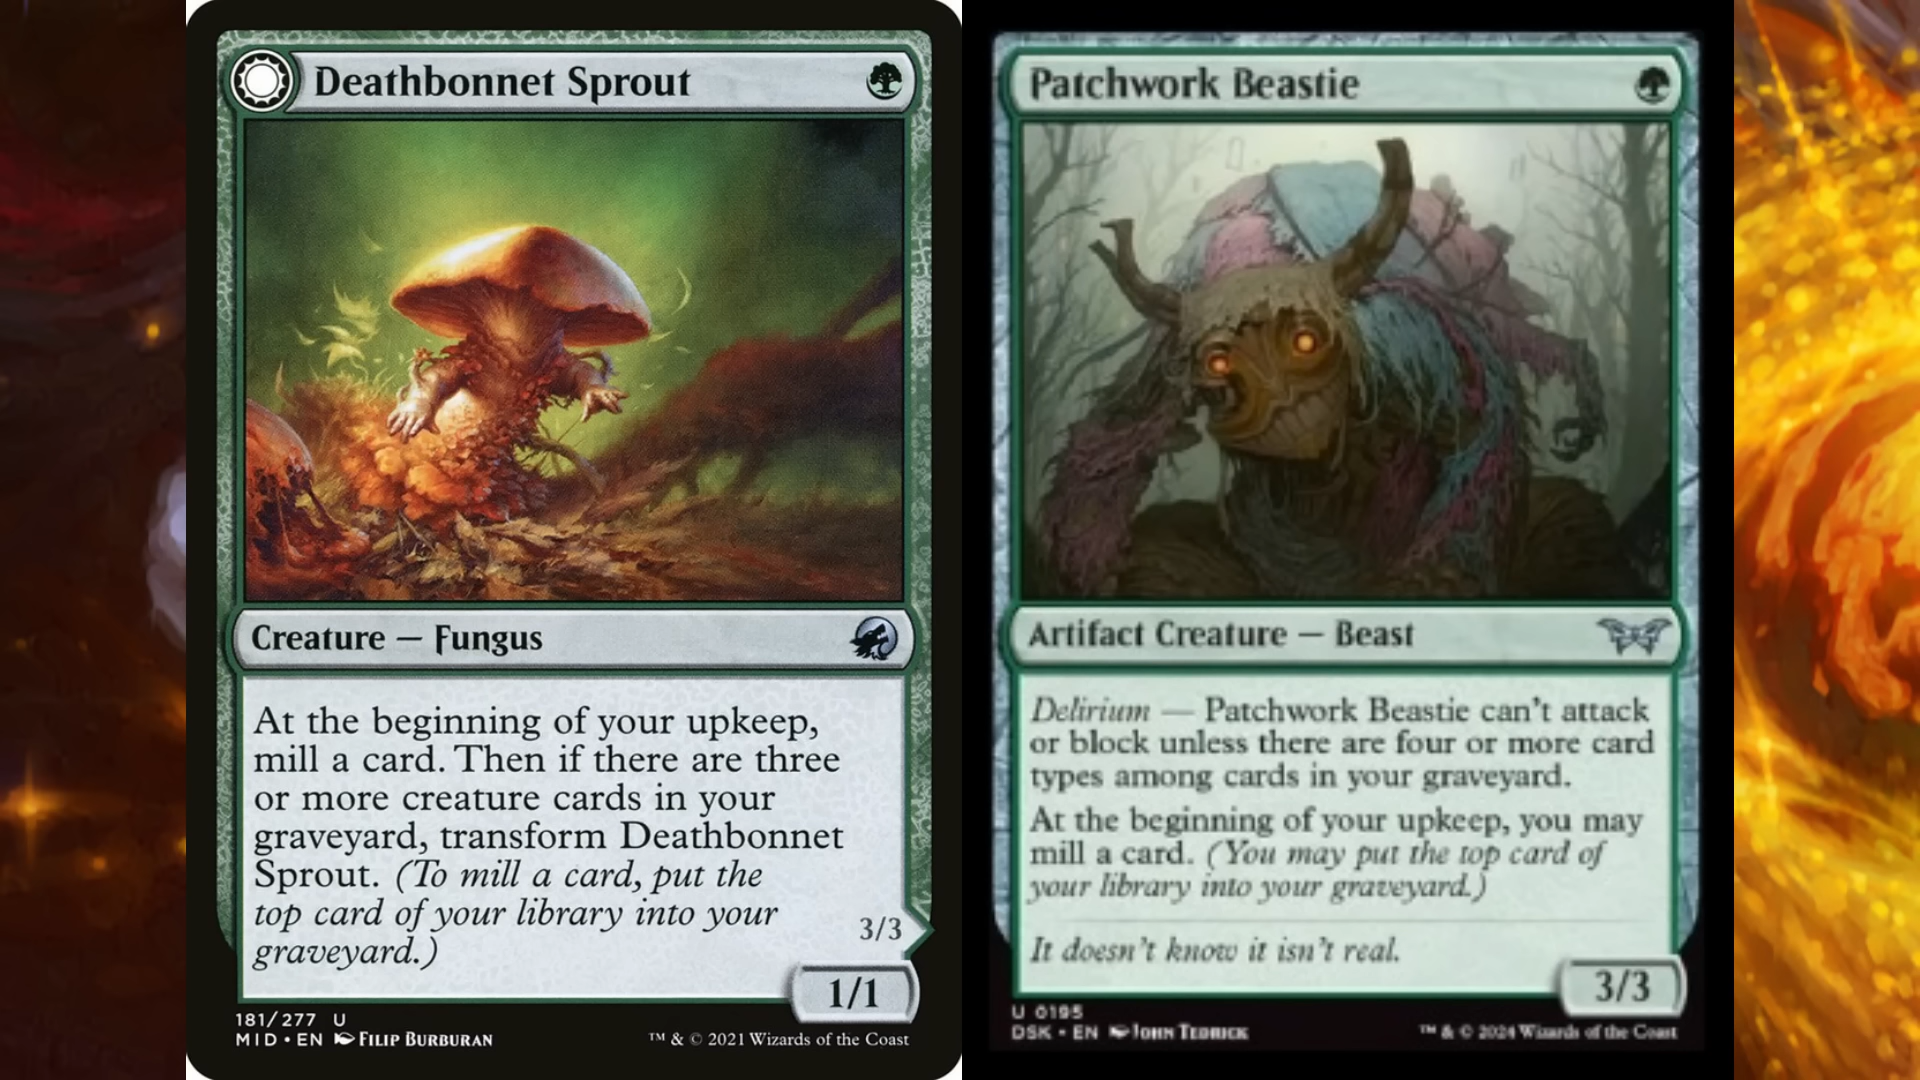 Deathbonnet Sprout
Creature — Fungus
At the beginning of your upkeep,
mill a card. Then if there are three
or more creature cards in your
graveyard, transform Deathbonnet
Sprout. (To mill a card, put the
top card of your library into your
graveyard.)
3/3
1/1
181/277 U
MID • EN FILIP BURBURAN
™ & © 2021 Wizards of the Coast
Patchwork Beastie
Artifact Creature — Beast
Delirium — Patchwork Beastie can't attack
or block unless there are four or more card
types among cards in your graveyard.
At the beginning of your upkeep, you may
mill a card. (You may put the top card of
your library into your graveyard.)
It doesn't know it isn't real.
3/3
U 0195
DSK • EN JOHN TEDRICK
™ & © 2024 Wizards of the Coast